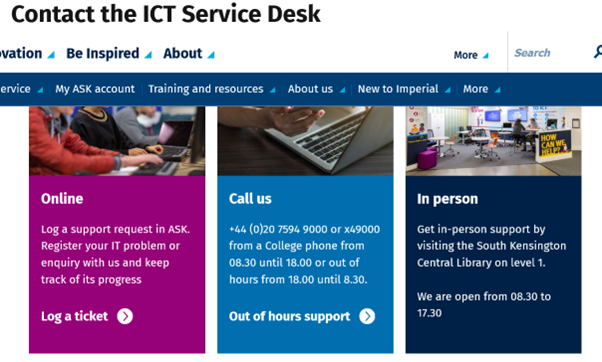 Contact the ICT Service Desk
Be Inspired
About
More
Search
My ASK account
Training and resources
About us
New to Imperial
More
HOW
CAN WE
HELP?
Online
Log a support request in ASK.
Register your IT problem or
enquiry with us and keep
track of its progress
Log a ticket
Call us
+44 (0)20 7594 9000 or x49000
from a College phone from
08.30 until 18.00 or out of
hours from 18.00 until 8.30.
Out of hours support
In person
Get in-person support by
visiting the South Kensington
Central Library on level 1.
We are open from 08.30 to
17.30